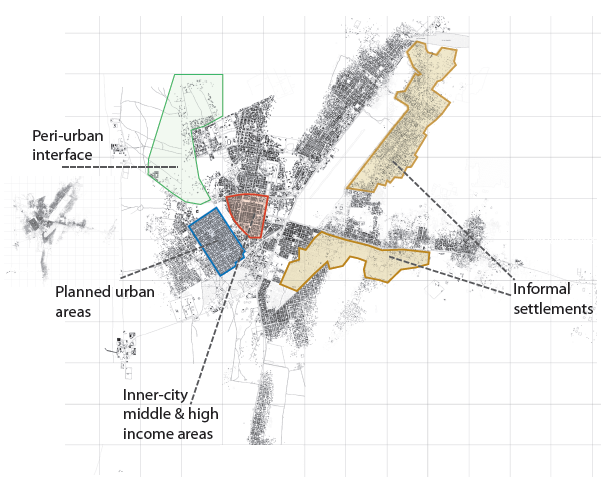 Peri-urban
interface
Planned urban
areas
Informal
settlements
Inner-city
middle & high
income areas